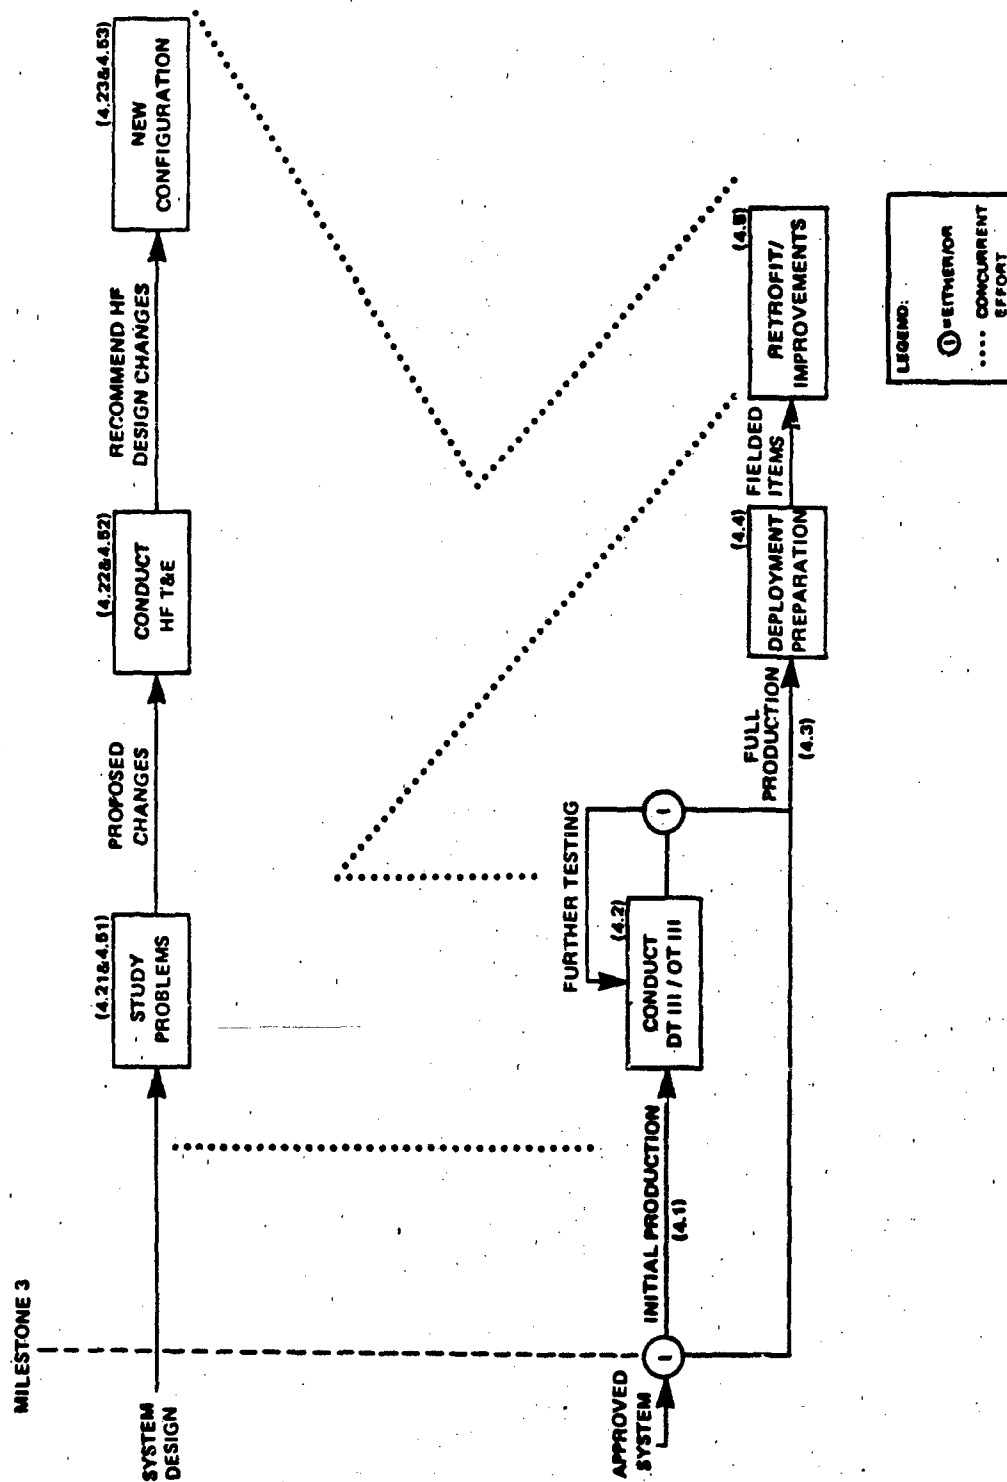 MILESTONE 3
SYSTEM
DESIGN
(4.21&4.51)
STUDY
PROBLEMS
PROPOSED
CHANGES
(4.22&4.52)
CONDUCT
HF T&E
RECOMMEND HF
DESIGN CHANGES
(4.23&4.53)
NEW
CONFIGURATION
APPROVED
SYSTEM
1
INITIAL PRODUCTION
(4.1)
FURTHER TESTING
(4.2)
CONDUCT
DT III / OT III
1
FULL
PRODUCTION
(4.3)
(4.4)
DEPLOYMENT
PREPARATION
FIELDED
ITEMS
(4.5)
RETROFIT/
IMPROVEMENTS
LEGEND:
1 = EITHER/OR
.... CONCURRENT
EFFORT